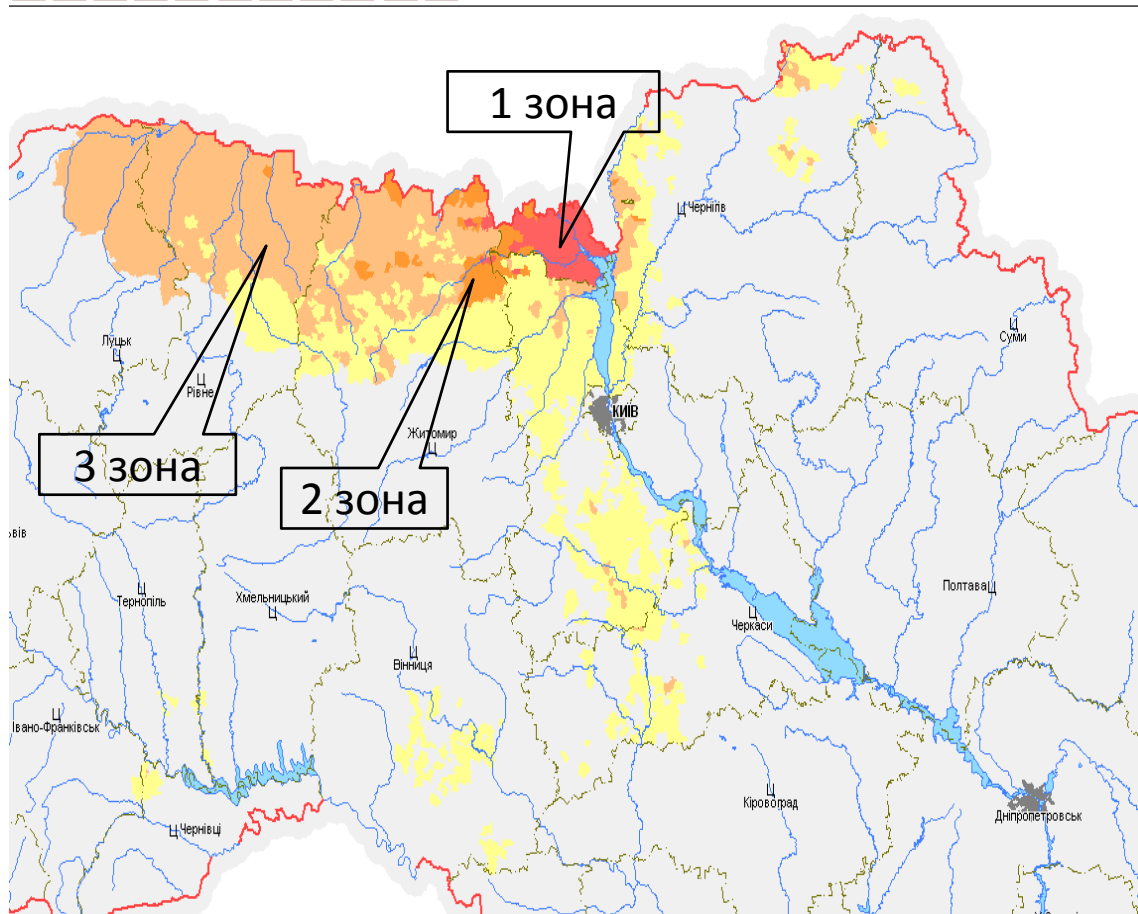 1 зона
Ц Чернігів
Луцьк
Ц
Ц
Суми
Ц
Рівне
КИЇВ
Житомир
Ц
3 зона
2 зона
ьвів
Ц
Тернопіль
Хмельницький
Ц
Полтава Ц
Ц
Черкаси
Ц
Вінниця
Ц
Івано-Франківськ
Ц
Кіровоград
Дніпропетровськ
Ц Чернівці